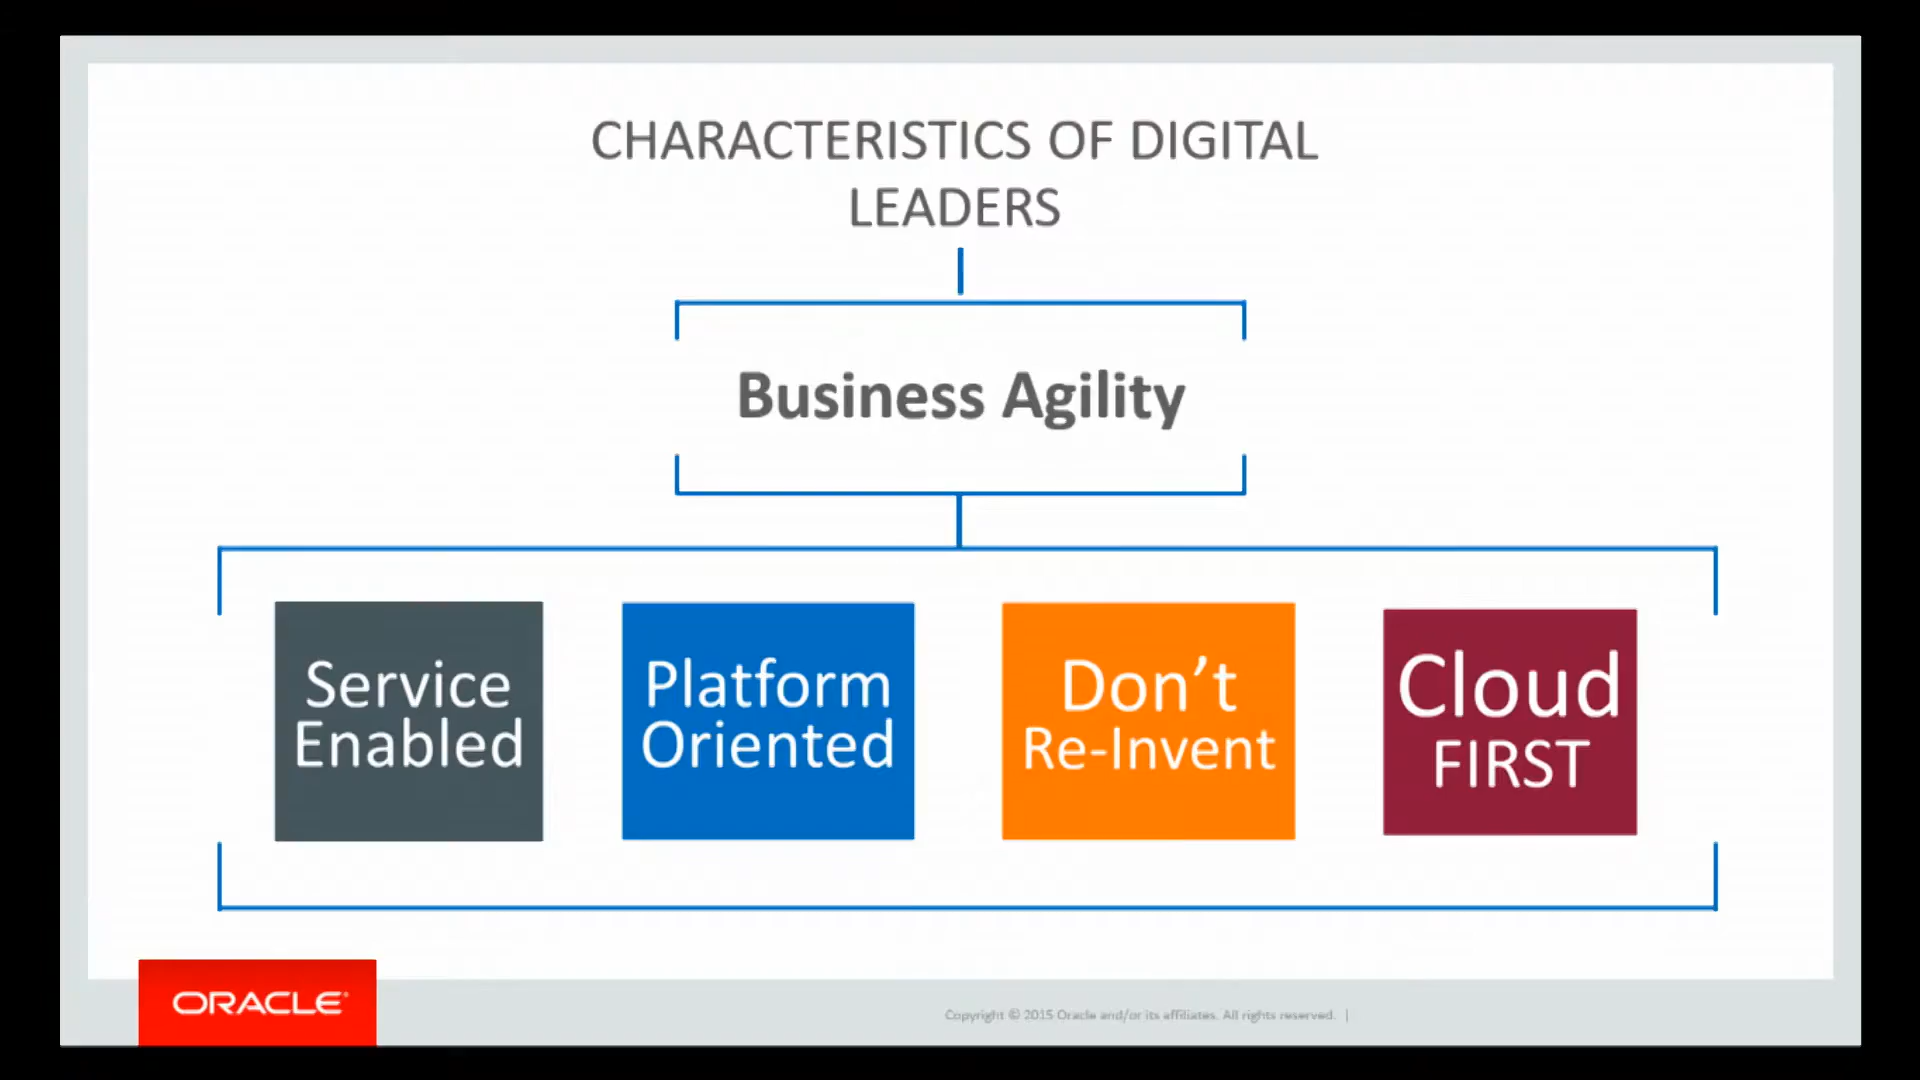 CHARACTERISTICS OF DIGITAL
LEADERS
Business Agility
Service
Enabled
Platform
Oriented
Don’t
Re-Invent
Cloud
FIRST
ORACLE®
Copyright © 2015 Oracle and/or its affiliates. All rights reserved. |